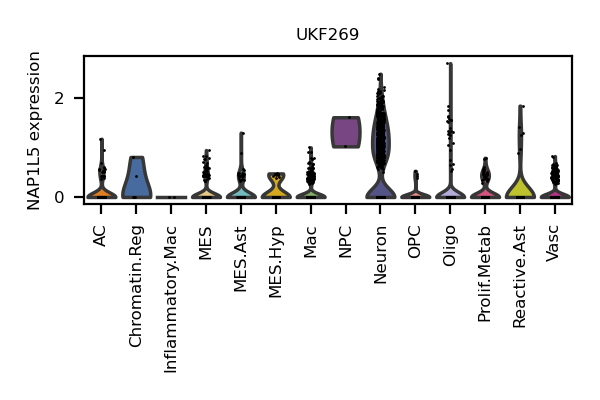 UKF269
NAP1L5 expression
2
0
AC
Chromatin.Reg
Inflammatory.Mac
MES
MES.Ast
MES.Hyp
Mac
NPC
Neuron
OPC
Oligo
Prolif.Metab
Reactive.Ast
Vasc